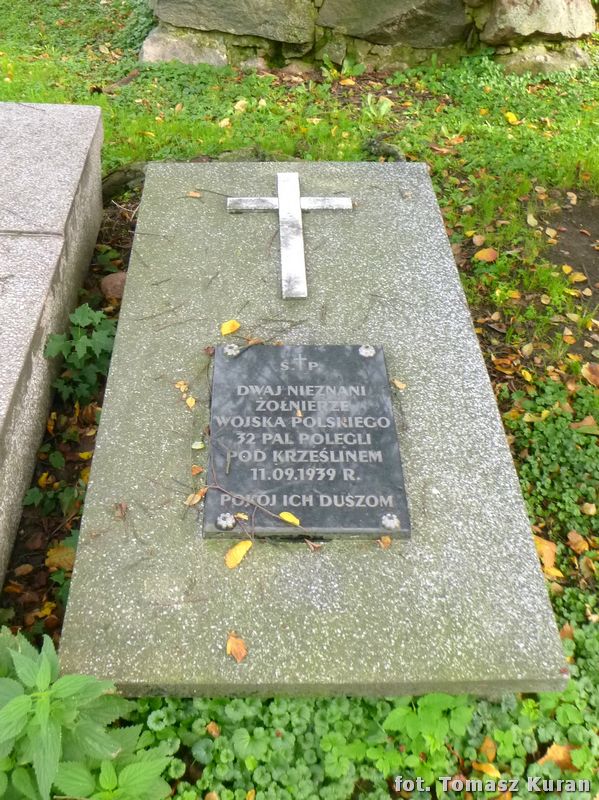 Ś.✝P.
DWAJ NIEZNANI
ŻOŁNIERZE
WOJSKA POLSKIEGO
32 PAL POLEGLI
POD KRZEŚLINEM
11.09.1939 R.
POKÓJ ICH DUSZOM
fot. Tomasz Kuran